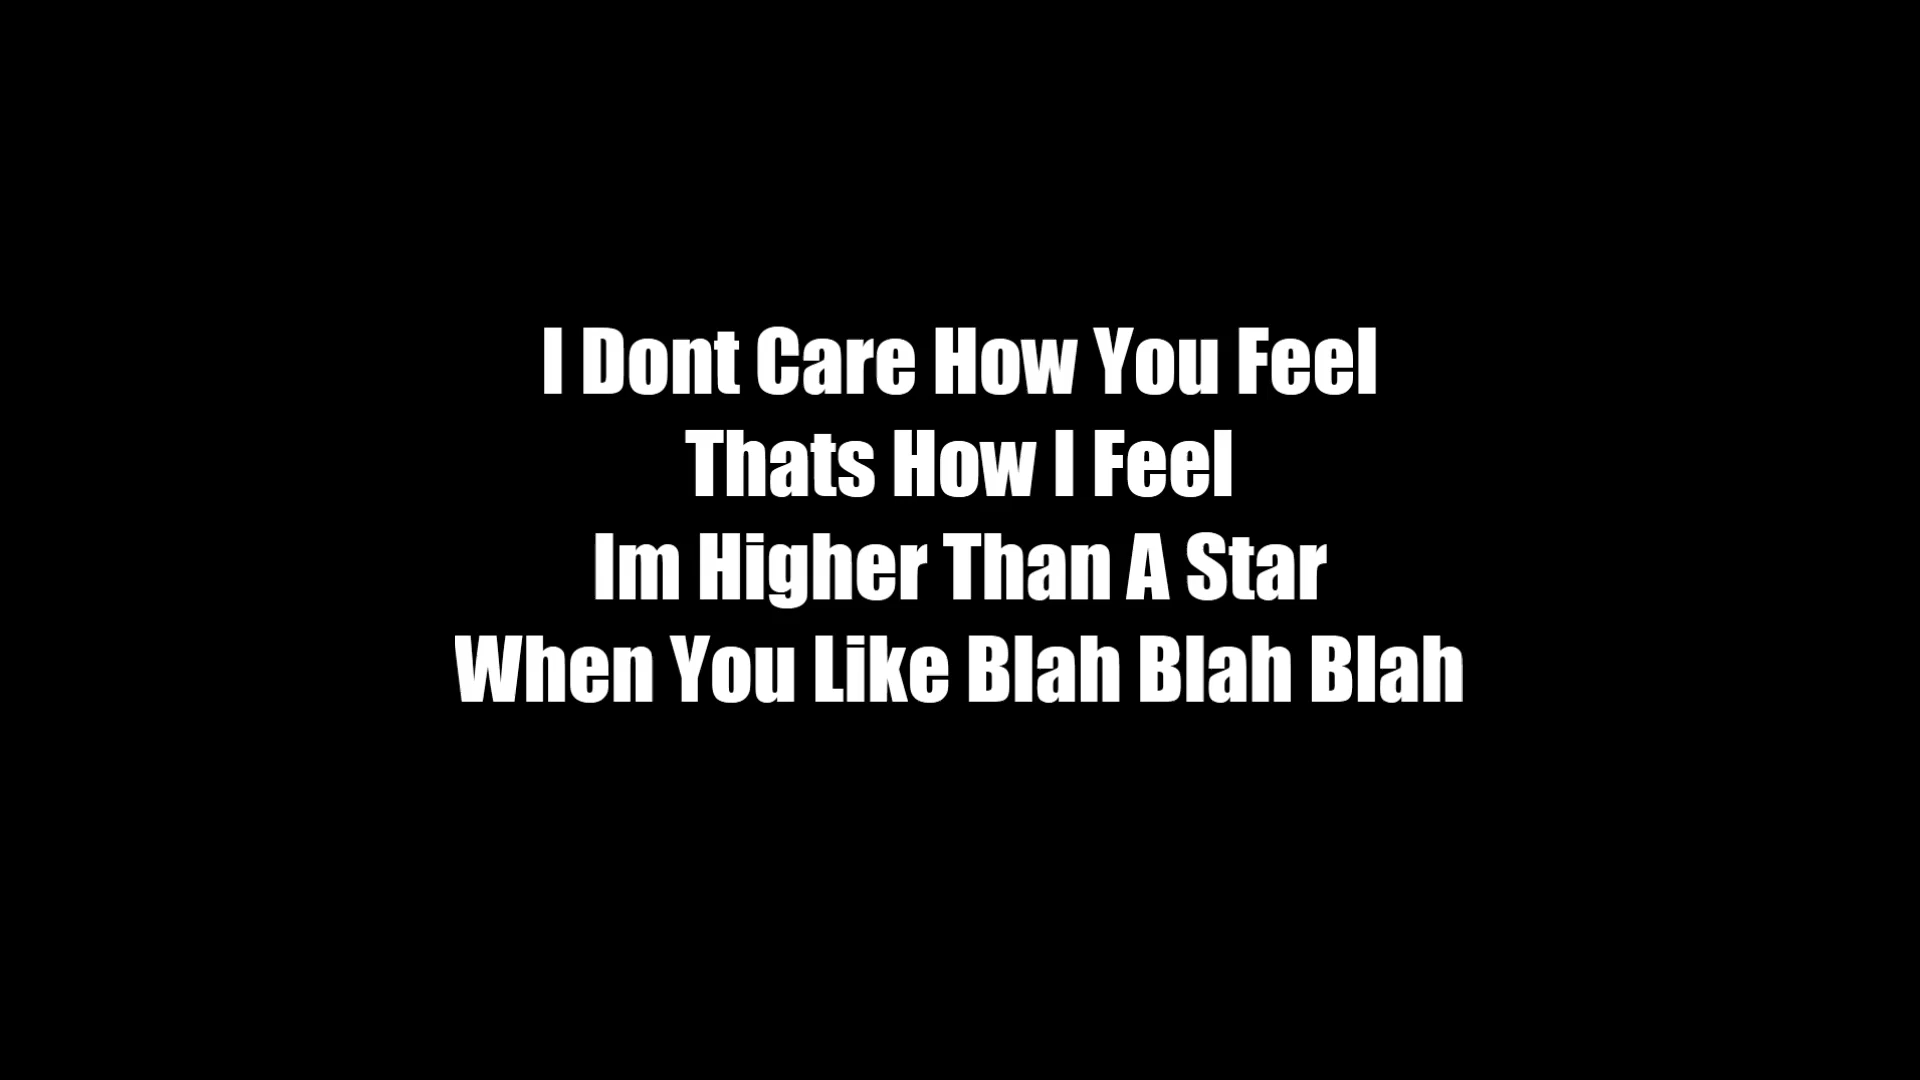 I Dont Care How You Feel
Thats How I Feel
Im Higher Than A Star
When You Like Blah Blah Blah